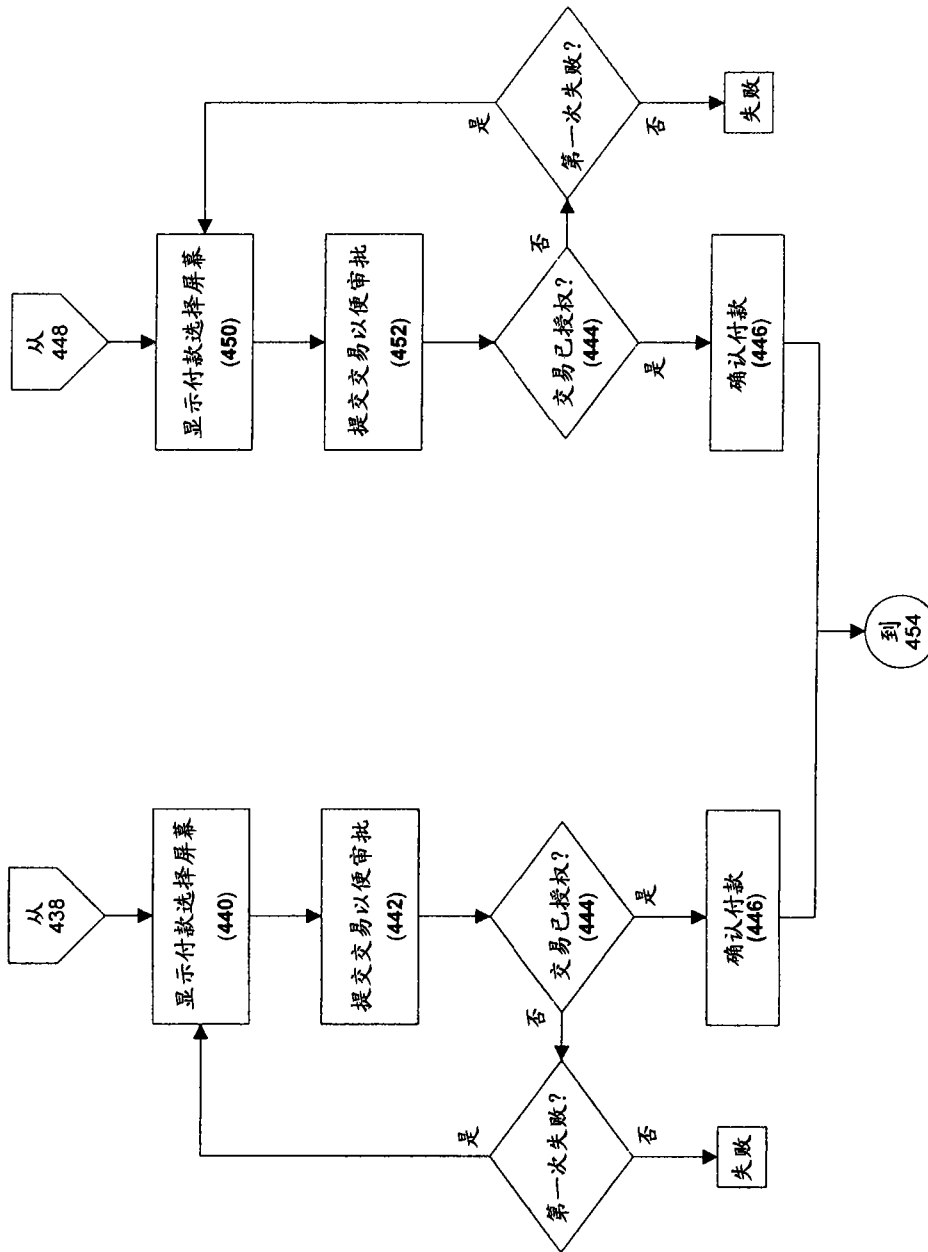 从
438
显示付款选择屏幕
(440)
提交交易以便审批
(442)
交易已授权?
(444)
否
是
第一次失败?
是
否
失败
确认付款
(446)
从
448
显示付款选择屏幕
(450)
提交交易以便审批
(452)
交易已授权?
(444)
否
是
第一次失败?
是
否
失败
确认付款
(446)
到
454